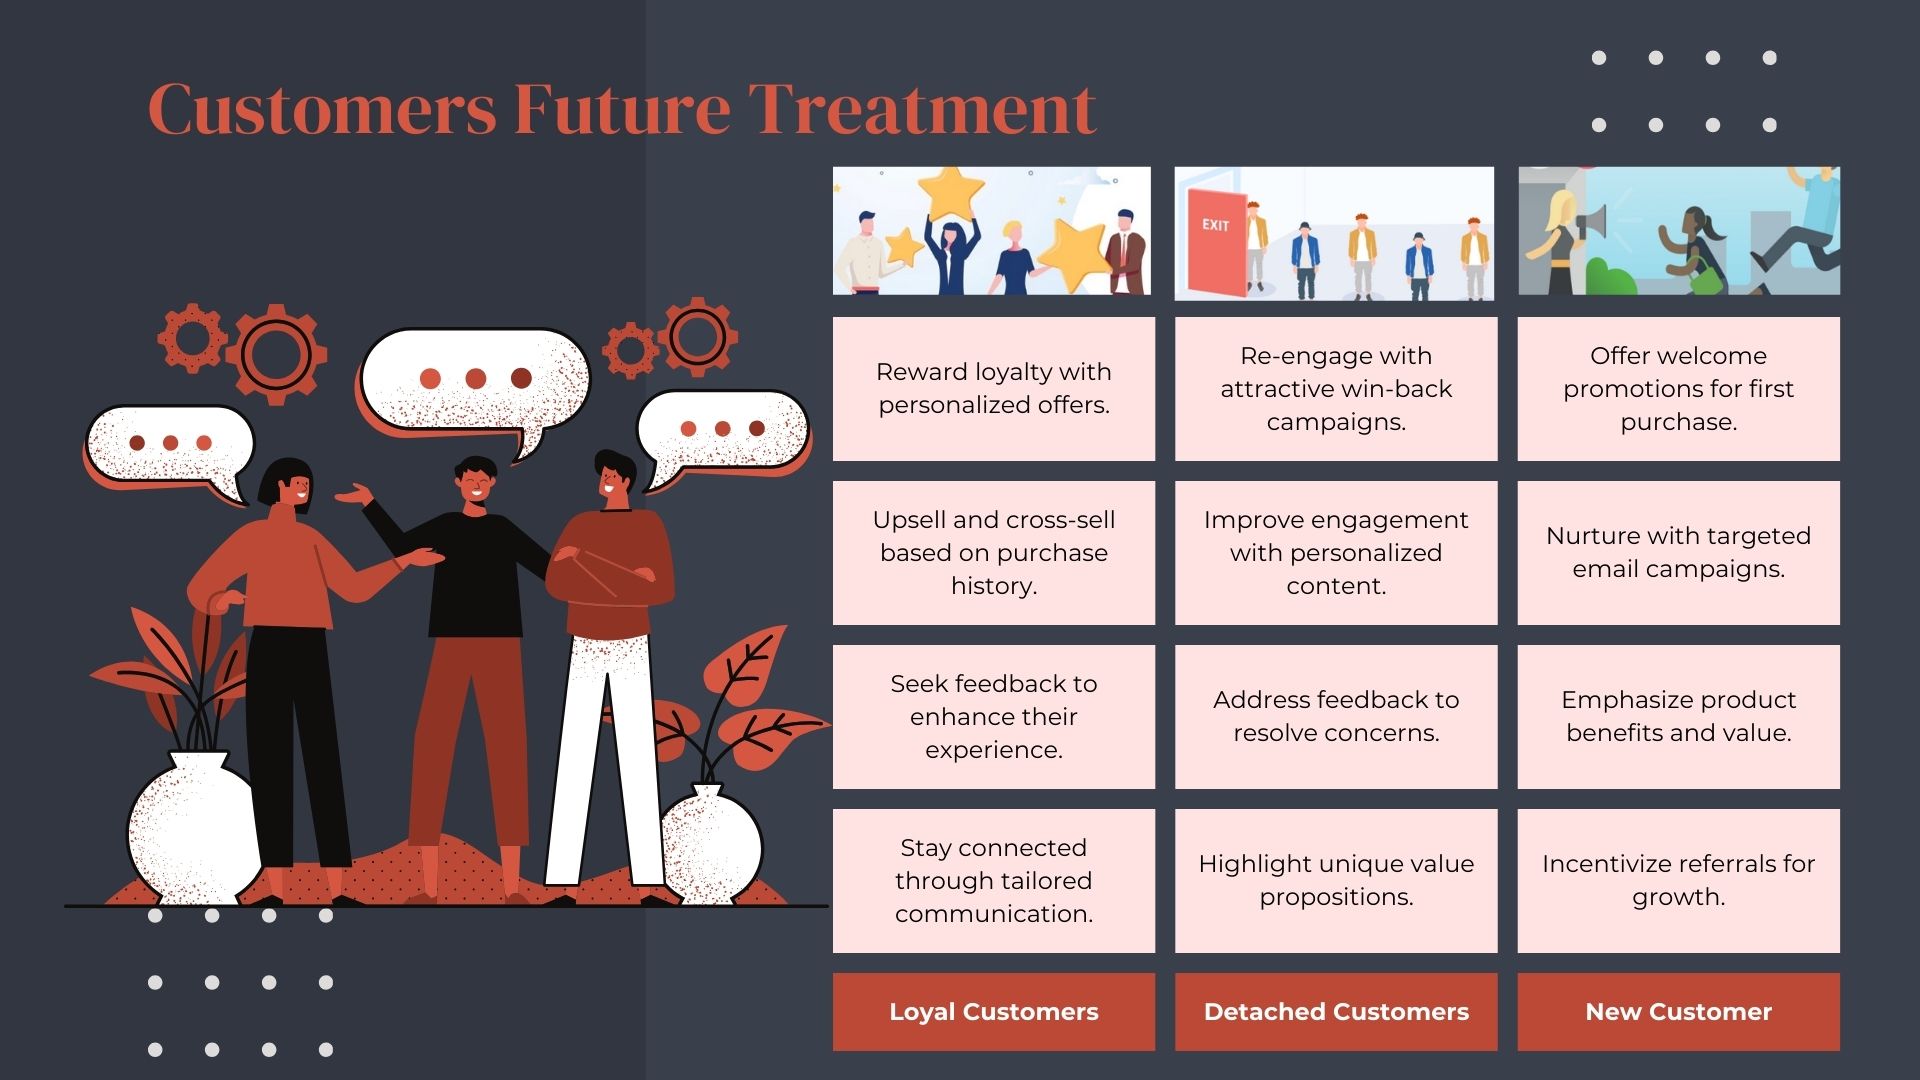 Customers Future Treatment
EXIT
Reward loyalty with
personalized offers.
Re-engage with
attractive win-back
campaigns.
Offer welcome
promotions for first
purchase.
Upsell and cross-sell
based on purchase
history.
Improve engagement
with personalized
content.
Nurture with targeted
email campaigns.
Seek feedback to
enhance their
experience.
Address feedback to
resolve concerns.
Emphasize product
benefits and value.
Stay connected
through tailored
communication.
Highlight unique value
propositions.
Incentivize referrals for
growth.
Loyal Customers
Detached Customers
New Customer